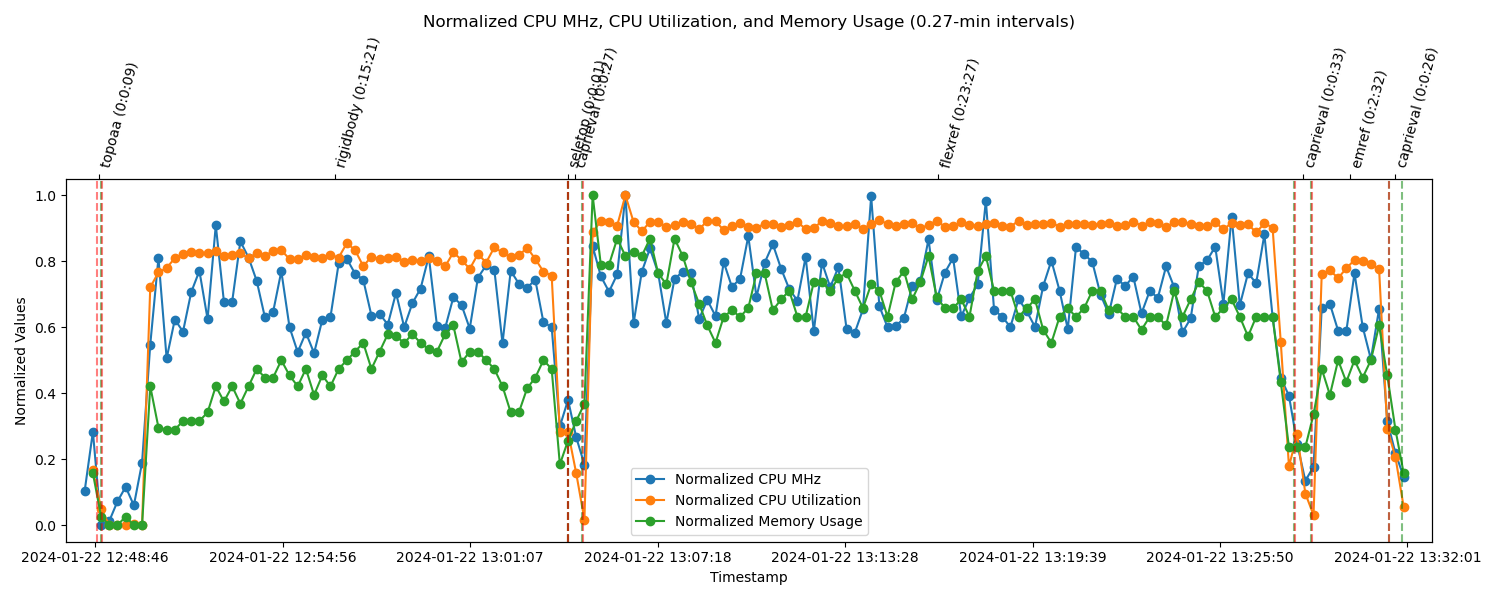 Normalized CPU MHz, CPU Utilization, and Memory Usage (0.27-min intervals)
topoaa (0:0:09)
rigidbody (0:15:21)
seletop (0:0:01)
caprieval (0:0:27)
flexref (0:23:27)
caprieval (0:0:33)
emref (0:2:32)
caprieval (0:0:26)
Normalized Values
1.0
0.8
0.6
0.4
0.2
0.0
Normalized CPU MHz
Normalized CPU Utilization
Normalized Memory Usage
2024-01-22 12:48:46
2024-01-22 12:54:56
2024-01-22 13:01:07
2024-01-22 13:07:18
2024-01-22 13:13:28
2024-01-22 13:19:39
2024-01-22 13:25:50
2024-01-22 13:32:01
Timestamp